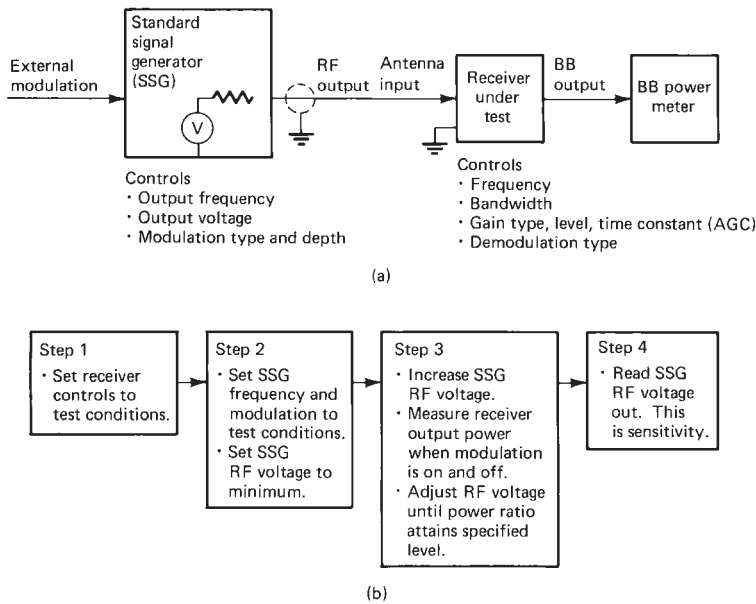 Standard
signal
generator
(SSG)
V
External
modulation
RF
output
Antenna
input
Receiver
under
test
BB
output
BB power
meter
Controls
· Output frequency
· Output voltage
· Modulation type and depth
Controls
· Frequency
· Bandwidth
· Gain type, level, time constant (AGC)
· Demodulation type
(a)
Step 1
· Set receiver
controls to
test conditions.
Step 2
· Set SSG
frequency and
modulation to
test conditions.
· Set SSG
RF voltage to
minimum.
Step 3
· Increase SSG
RF voltage.
· Measure receiver
output power
when modulation
is on and off.
· Adjust RF voltage
until power ratio
attains specified
level.
Step 4
· Read SSG
RF voltage
out. This
is sensitivity.
(b)